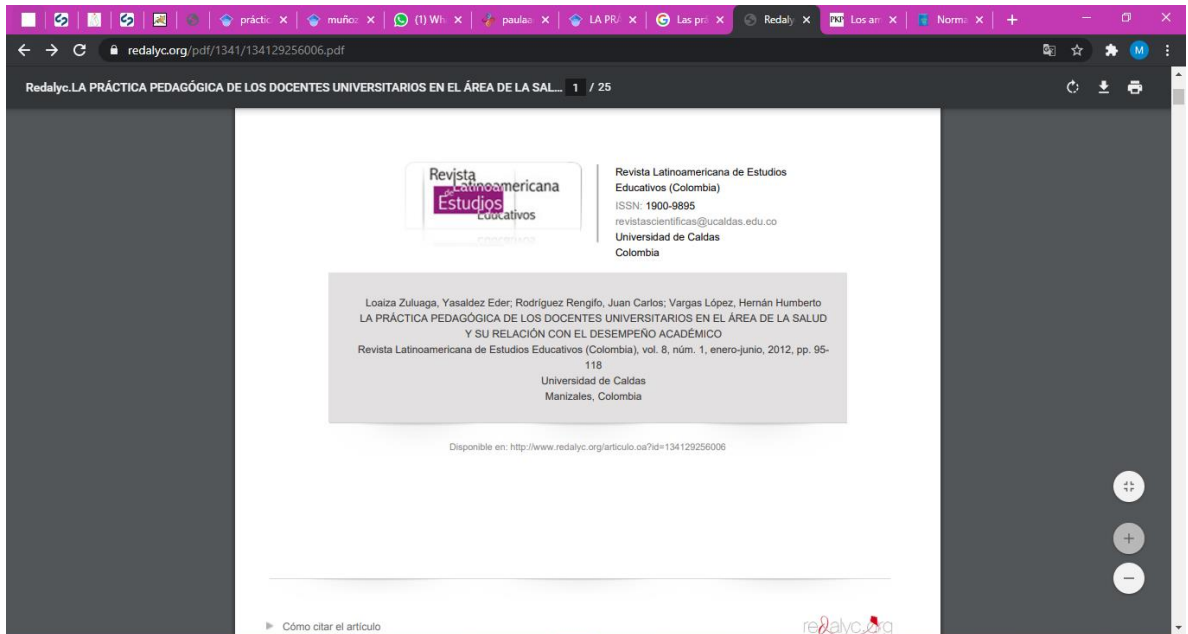 práctic
muñoz
(1) Wh
paulaa
LA PRÁ
Las prá
Redaly
PKP
Los am
Norma
redalyc.org/pdf/1341/134129256006.pdf
M
Redalyc.LA PRÁCTICA PEDAGÓGICA DE LOS DOCENTES UNIVERSITARIOS EN EL ÁREA DE LA SAL... 1 / 25
Revista
de Latinoamericana
Estudios
Educativos
Revista Latinoamericana de Estudios
Educativos (Colombia)
ISSN: 1900-9895
revistascientificas@ucaldas.edu.co
Universidad de Caldas
Colombia
Loaiza Zuluaga, Yasaldez Eder; Rodríguez Rengifo, Juan Carlos; Vargas López, Hernán Humberto
LA PRÁCTICA PEDAGÓGICA DE LOS DOCENTES UNIVERSITARIOS EN EL ÁREA DE LA SALUD
Y SU RELACIÓN CON EL DESEMPEÑO ACADÉMICO
Revista Latinoamericana de Estudios Educativos (Colombia), vol. 8, núm. 1, enero-junio, 2012, pp. 95-
118
Universidad de Caldas
Manizales, Colombia
Disponible en: http://www.redalyc.org/articulo.oa?id=134129256006
Cómo citar el artículo
redalyc.org